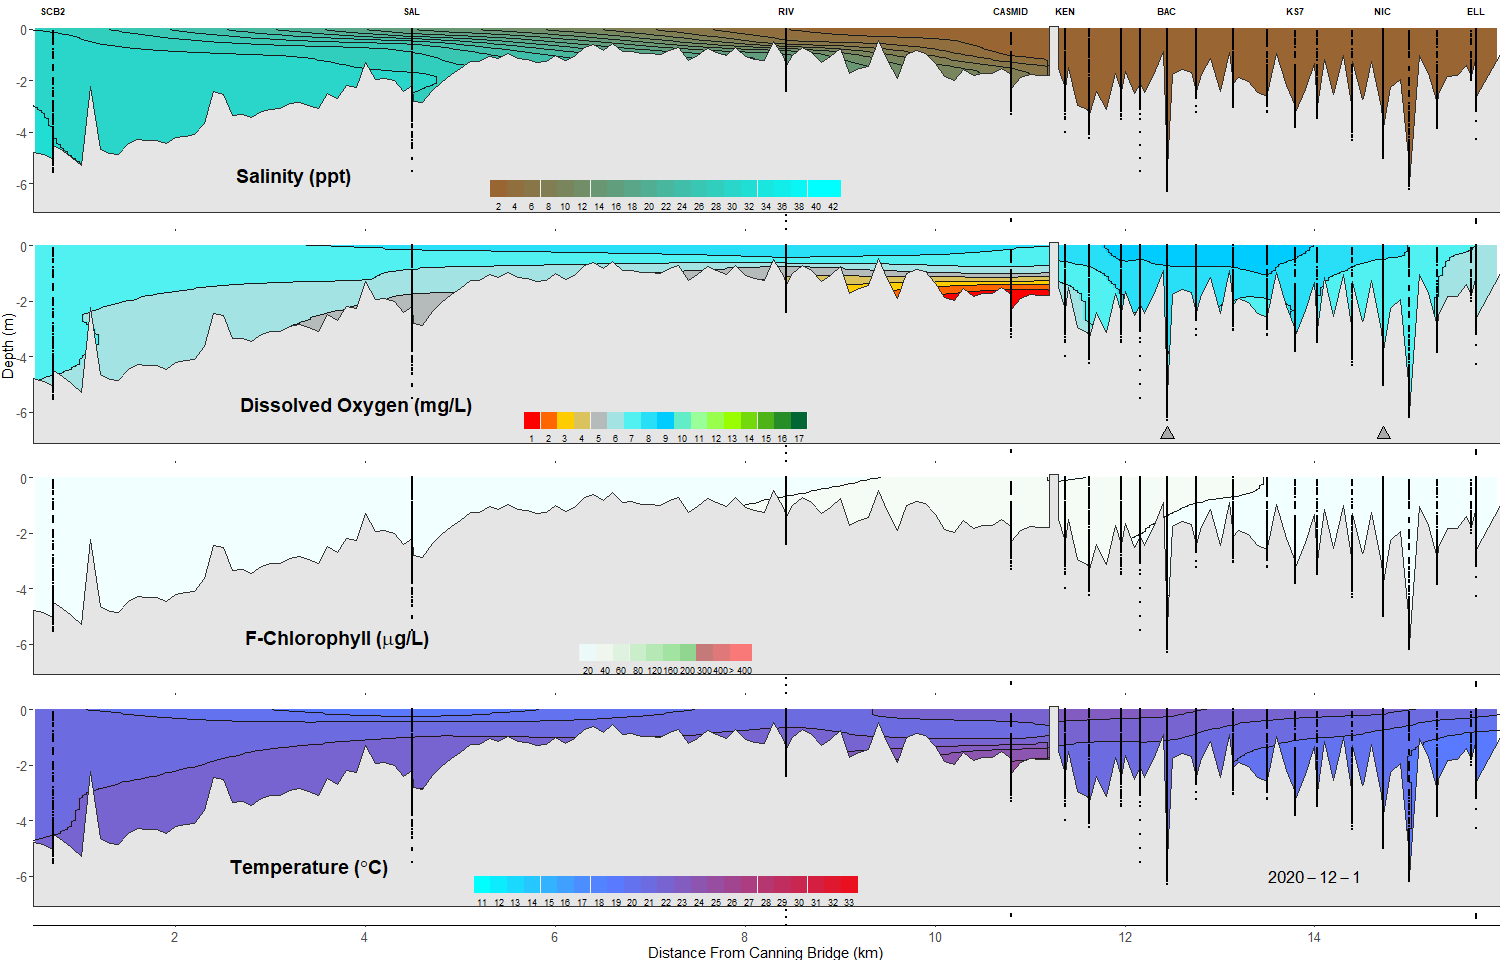 SCB2 SAL RIV CASMID KEN BAC KS7 NIC ELL
0
-2
-4
-6
Salinity (ppt)
2 4 6 8 10 12 14 16 18 20 22 24 26 28 30 32 34 36 38 40 42
0
-2
-4
-6
Depth (m)
Dissolved Oxygen (mg/L)
1 2 3 4 5 6 7 8 9 10 11 12 13 14 15 16 17
0
-2
-4
-6
F-Chlorophyll (μg/L)
20 40 60 80 120 160 200 300 400 > 400
0
-2
-4
-6
Temperature (°C)
2020 – 12 – 1
11 12 13 14 15 16 17 18 19 20 21 22 23 24 25 26 27 28 29 30 31 32 33
2 4 6 8 10 12 14
Distance From Canning Bridge (km)